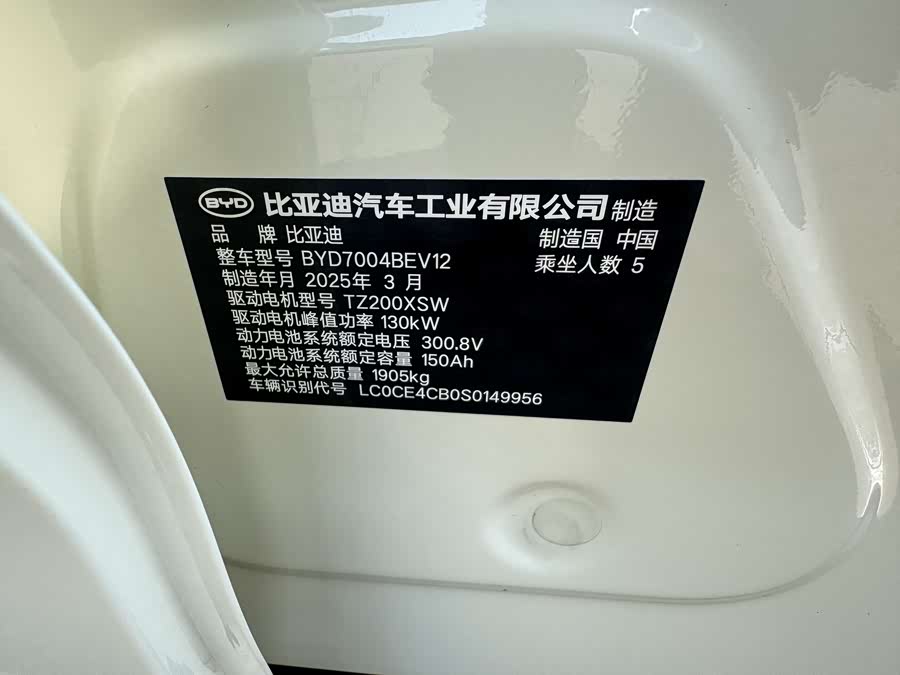 BYD 比亚迪汽车工业有限公司 制造
品 牌 比亚迪 制造国 中国
整车型号 BYD7004BEV12 乘坐人数 5
制造年月 2025年 3 月
驱动电机型号 TZ200XSW
驱动电机峰值功率 130kW
动力电池系统额定电压 300.8V
动力电池系统额定容量 150Ah
最大允许总质量 1905kg
车辆识别代号 LC0CE4CB0S0149956